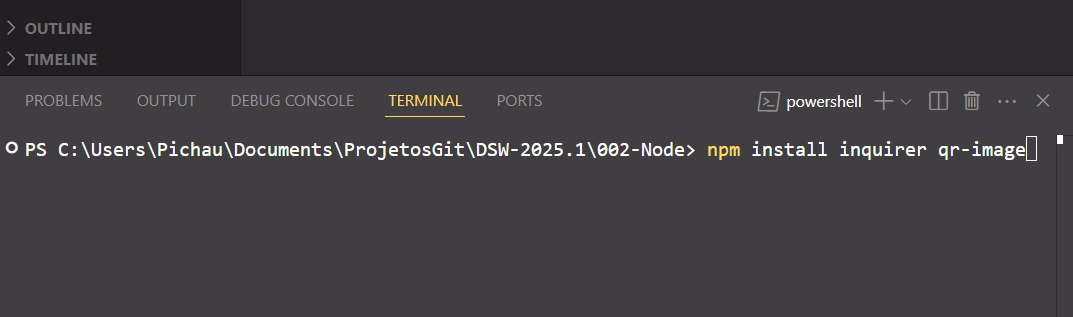 OUTLINE
TIMELINE
PROBLEMS OUTPUT DEBUG CONSOLE TERMINAL PORTS powershell
PS C:\Users\Pichau\Documents\ProjetosGit\DSW-2025.1\002-Node> npm install inquirer qr-image